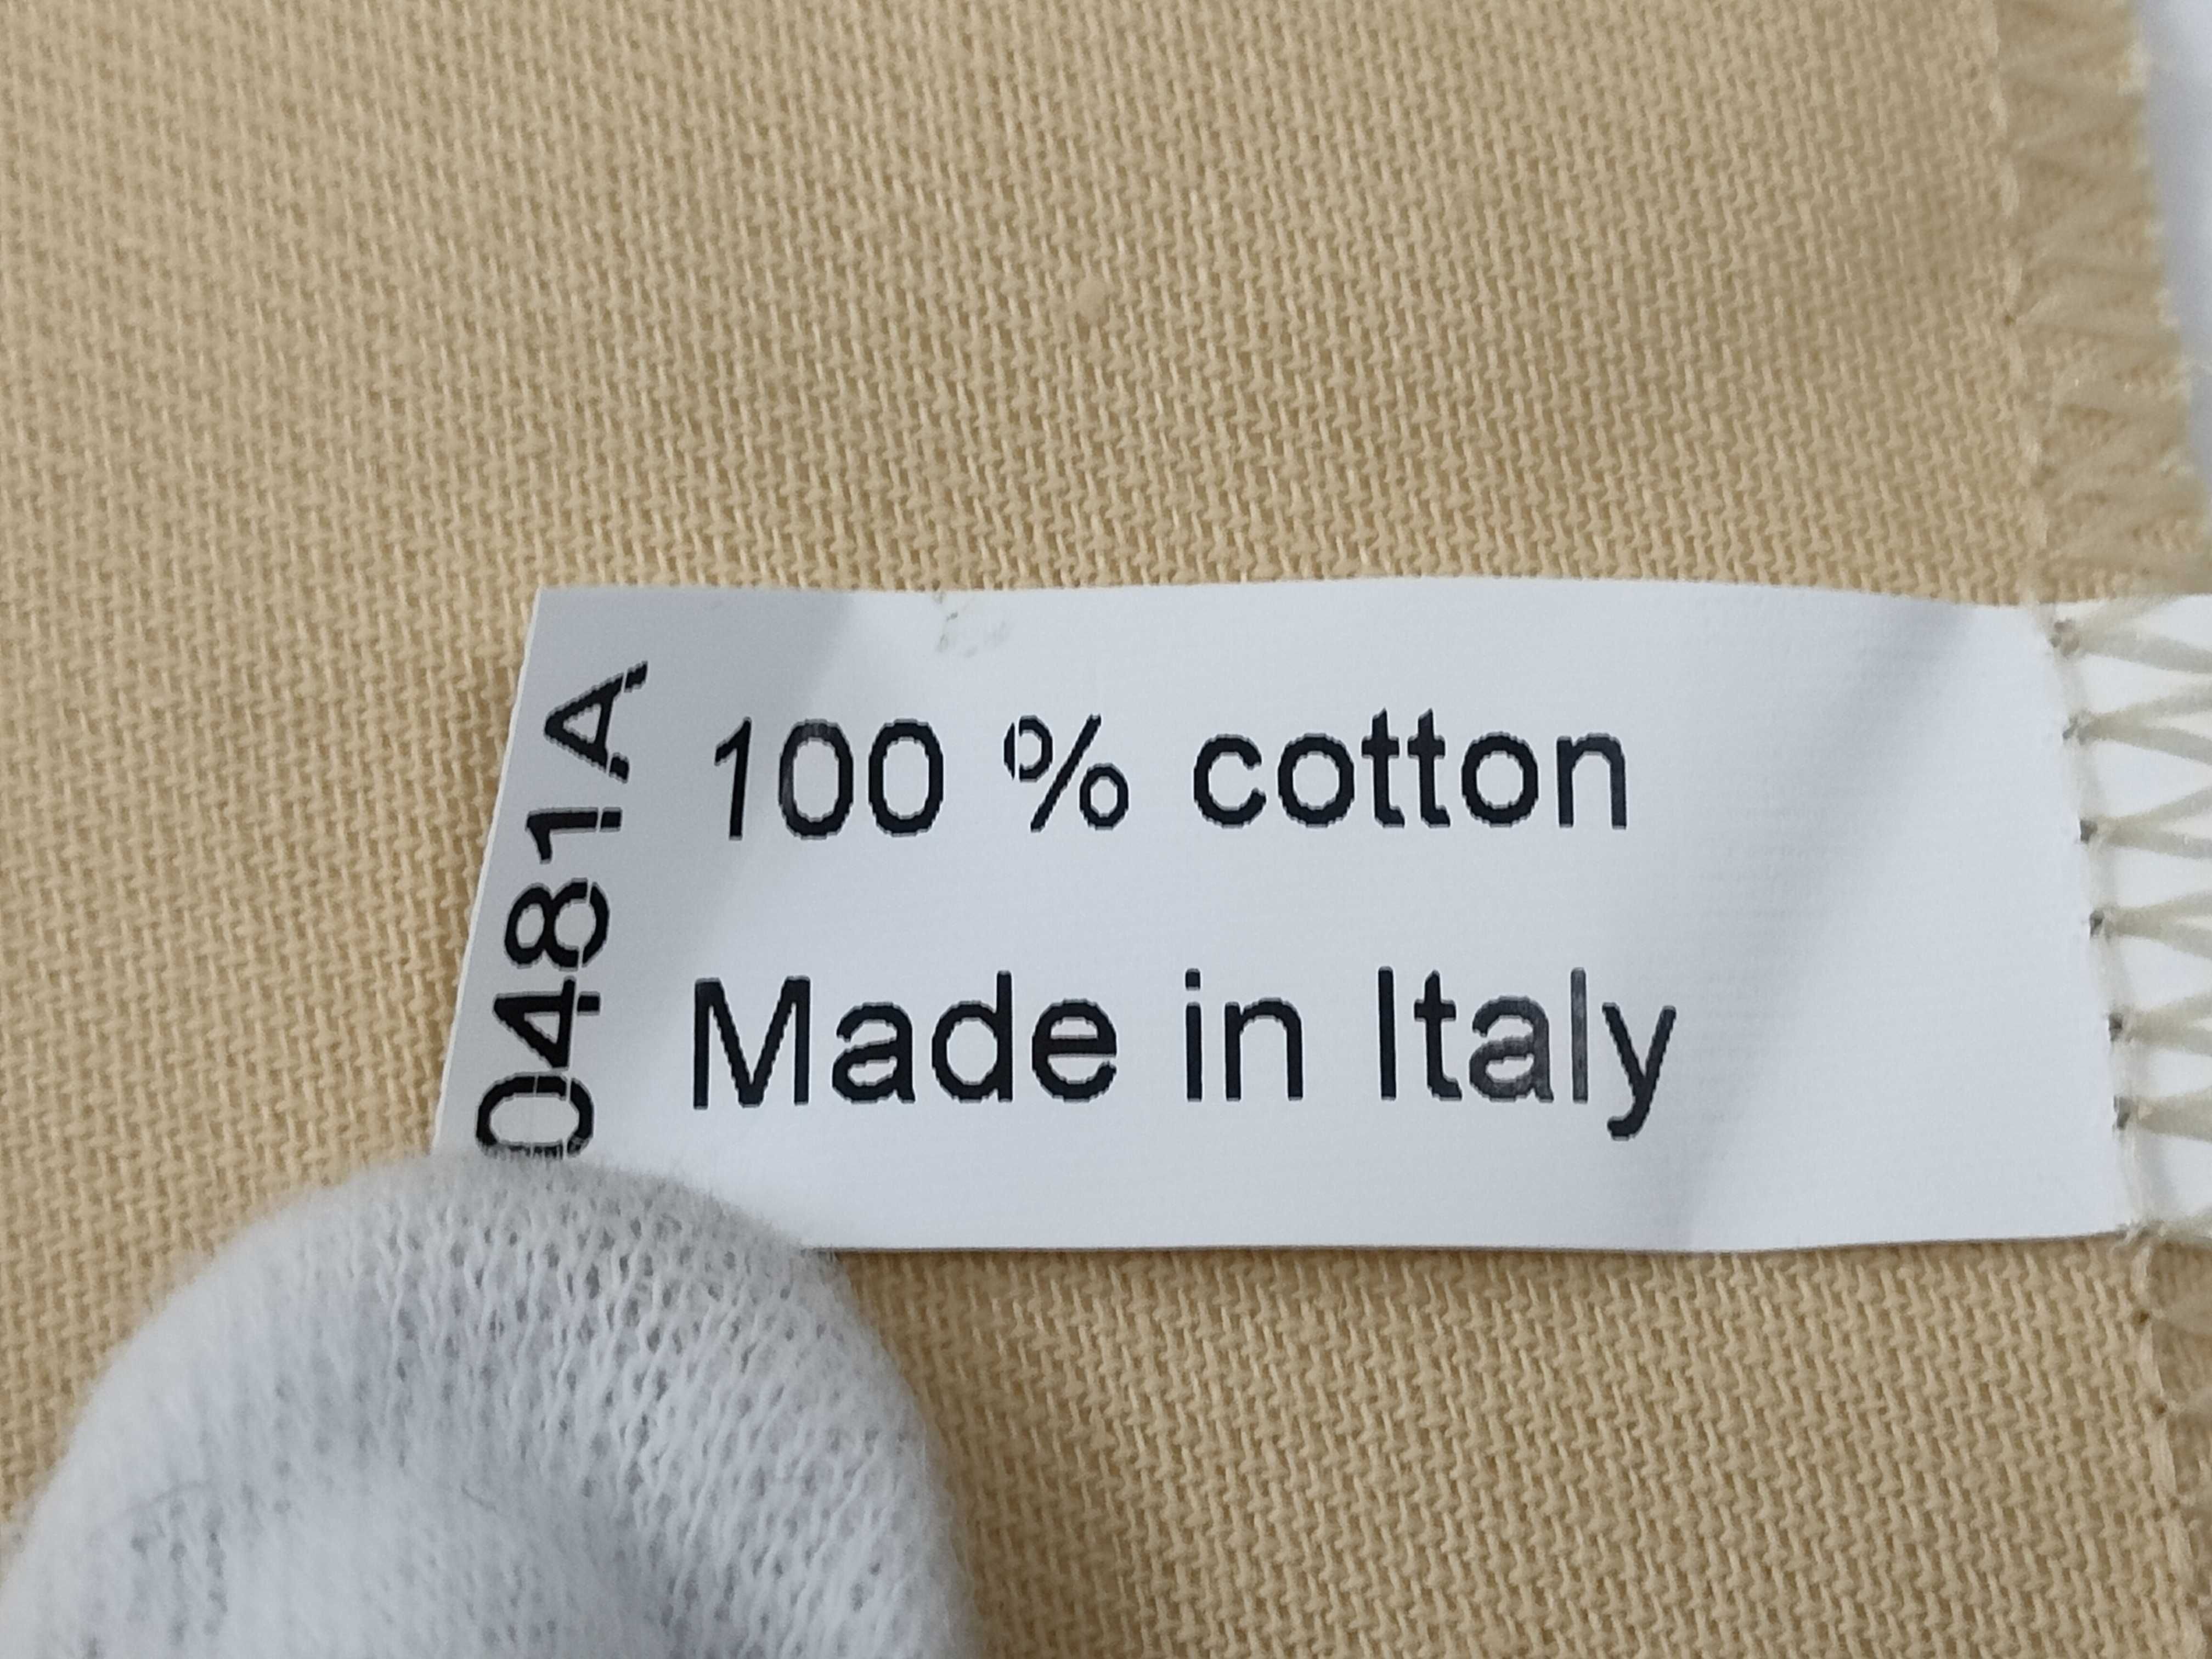 100 % cotton
Made in Italy
0481A